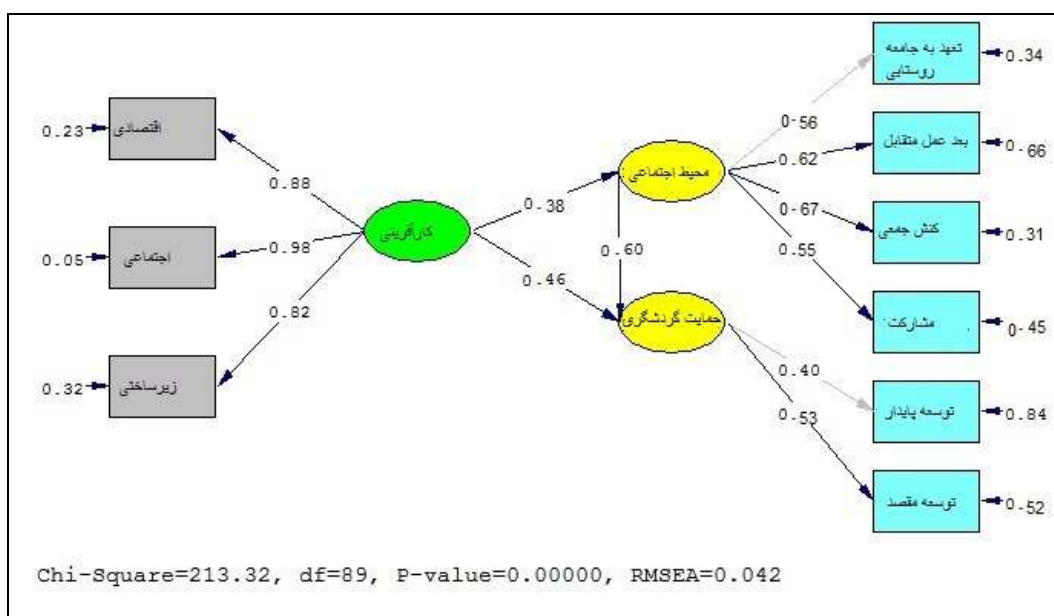 تعهد به جامعه
روستایی
0.34
اقتصادی
0.23
0.56
بعد عمل متقابل
0.66
0.88
محیط اجتماعی :
0.62
0.38
0.67
کنش جمعی
0.31
کارآفرینی
0.98
اجتماعی
0.05
0.60
0.55
0.46
0.82
حمایت گردشگری
مشارکت
0.45
زیرساختی
0.32
0.40
توسعه پایدار
0.84
0.53
توسعه مقصد
0.52
Chi-Square=213.32, df=89, P-value=0.00000, RMSEA=0.042